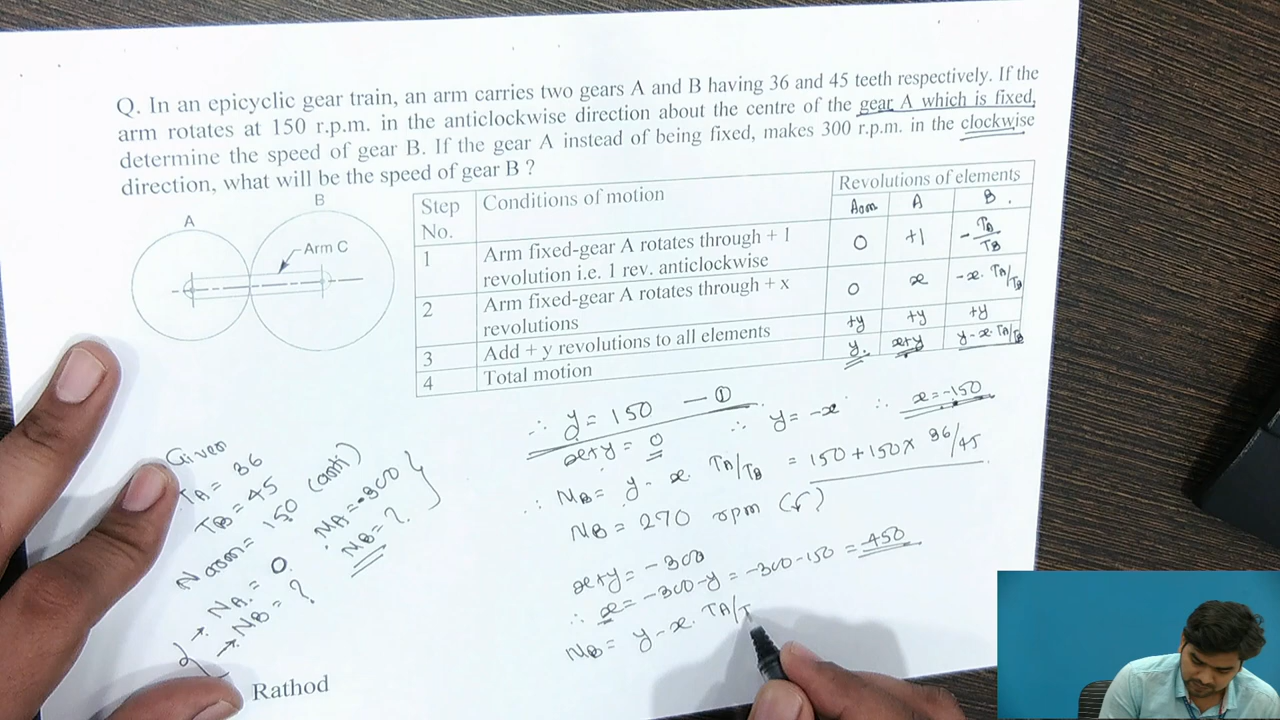 Q. In an epicyclic gear train, an arm carries two gears A and B having 36 and 45 teeth respectively. If the
arm rotates at 150 r.p.m. in the anticlockwise direction about the centre of the gear A which is fixed,
determine the speed of gear B. If the gear A instead of being fixed, makes 300 r.p.m. in the clockwise
direction, what will be the speed of gear B ?
A
B
Arm C
Step No. Conditions of motion Revolutions of elements
Arm A B.
1 Arm fixed-gear A rotates through + 1 revolution i.e. 1 rev. anticlockwise 0 +1 -TA/TB
2 Arm fixed-gear A rotates through + x revolutions 0 x -x. TA/TB
3 Add + y revolutions to all elements +y +y +y
4 Total motion y. x+y y-x. TA/TB
Given
TA = 36
TB = 45
Narm = 150 (anti)
→ NA = 0.
→ NB = ?
NA = -300
NB = ?
∴ y = 150 — ①
x+y = 0 ∴ y = -x ∴ x = -150
∴ NB = y - x. TA/TB = 150 + 150 x 36/45
NB = 270 rpm
x+y = -300
∴ x = -300-y = -300-150 = 450
NB = y-x. TA/T
Rathod